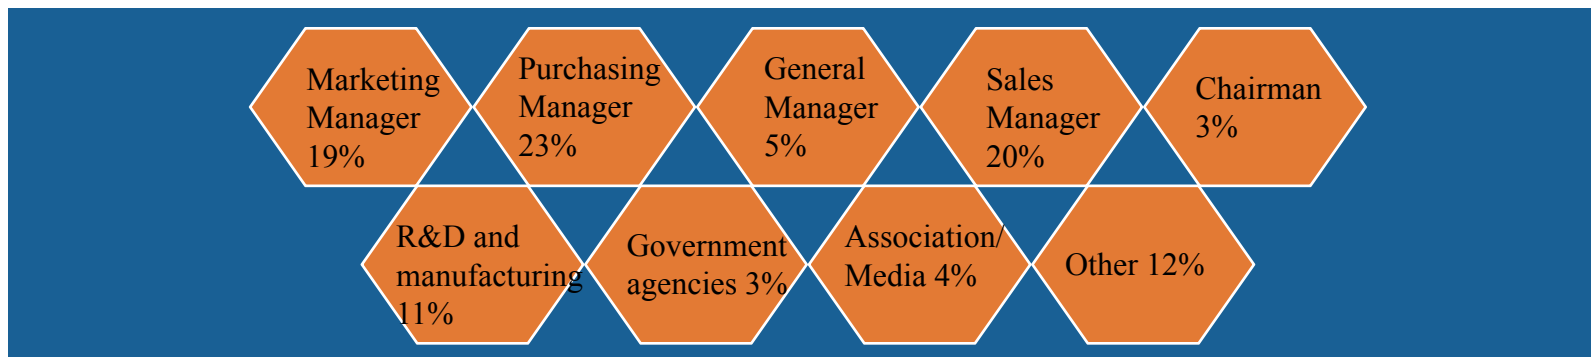 Marketing
Manager
19%
Purchasing
Manager
23%
General
Manager
5%
Sales
Manager
20%
Chairman
3%
R&D and
manufacturing
11%
Government
agencies 3%
Association/
Media 4%
Other 12%